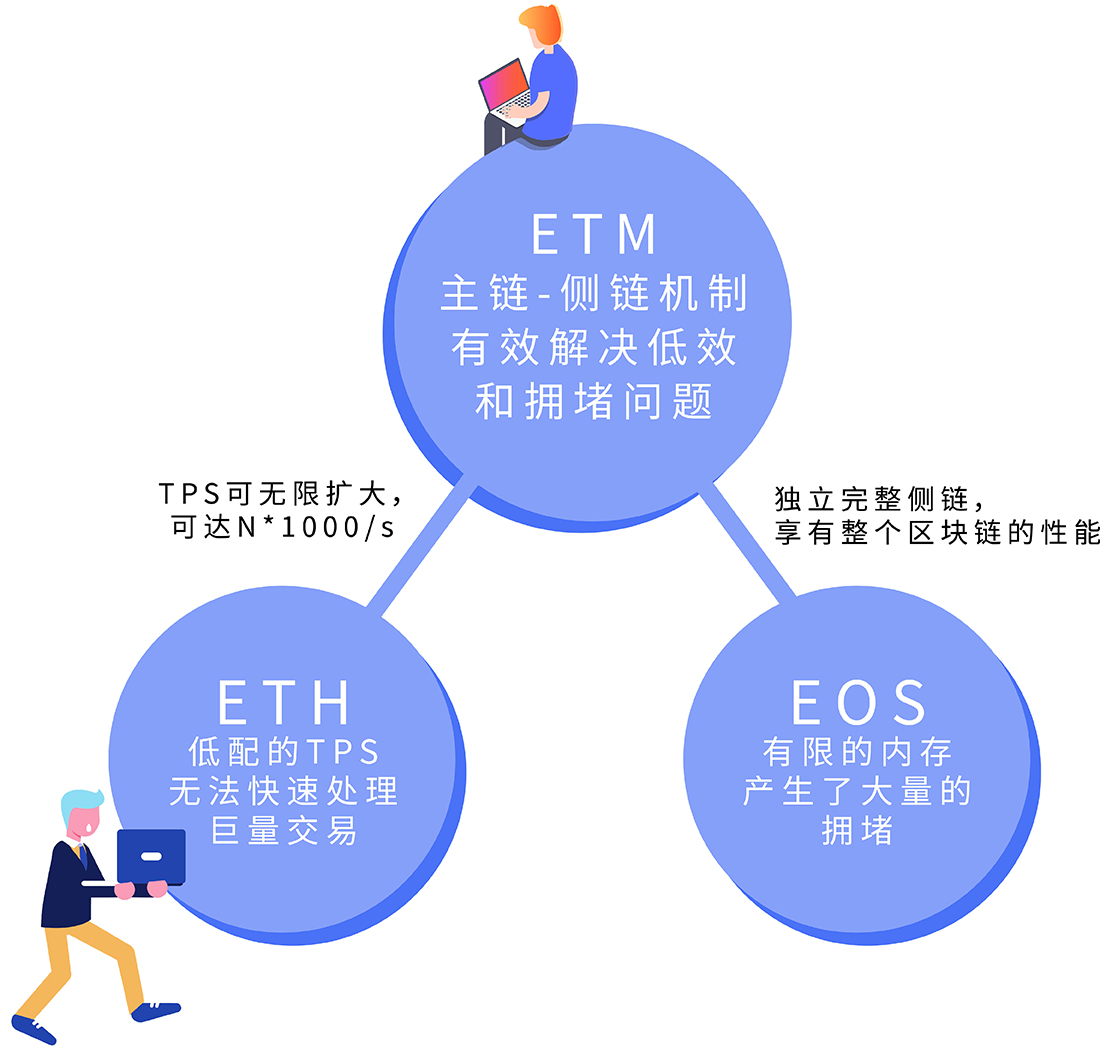 ETM
主链-侧链机制
有效解决低效
和拥堵问题
TPS可无限扩大，
可达N*1000/s
独立完整侧链，
享有整个区块链的性能
ETH
低配的TPS
无法快速处理
巨量交易
EOS
有限的内存
产生了大量的
拥堵